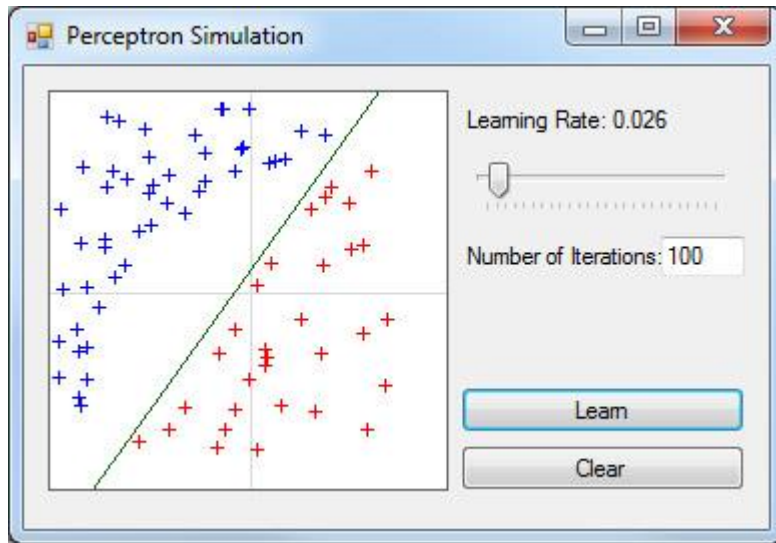 Perceptron Simulation
Learning Rate: 0.026
Number of Iterations: 100
Learn
Clear